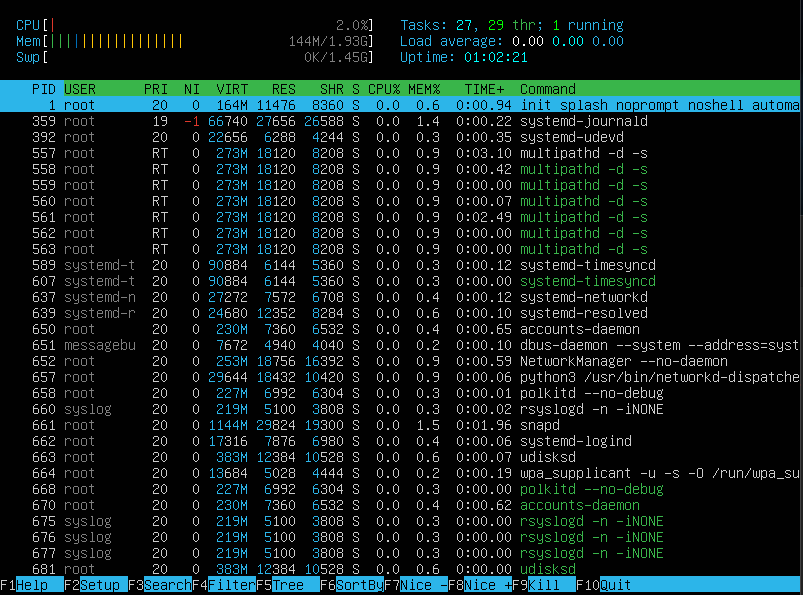 CPU[| 2.0%] Tasks: 27, 29 thr; 1 running
Mem[||||||||||||||||| 144M/1.93G] Load average: 0.00 0.00 0.00
Swp[ 0K/1.45G] Uptime: 01:02:21
PID USER PRI NI VIRT RES SHR S CPU% MEM% TIME+ Command
1 root 20 0 164M 11476 8360 S 0.0 0.6 0:00.94 init splash noprompt noshell automa
359 root 19 -1 66740 27656 26588 S 0.0 1.4 0:00.22 systemd-journald
392 root 20 0 22656 6288 4244 S 0.0 0.3 0:00.35 systemd-udevd
557 root RT 0 273M 18120 8208 S 0.0 0.9 0:03.10 multipathd -d -s
558 root RT 0 273M 18120 8208 S 0.0 0.9 0:00.42 multipathd -d -s
559 root RT 0 273M 18120 8208 S 0.0 0.9 0:00.00 multipathd -d -s
560 root RT 0 273M 18120 8208 S 0.0 0.9 0:00.07 multipathd -d -s
561 root RT 0 273M 18120 8208 S 0.0 0.9 0:02.49 multipathd -d -s
562 root RT 0 273M 18120 8208 S 0.0 0.9 0:00.00 multipathd -d -s
563 root RT 0 273M 18120 8208 S 0.0 0.9 0:00.00 multipathd -d -s
589 systemd-t 20 0 90884 6144 5360 S 0.0 0.3 0:00.12 systemd-timesyncd
607 systemd-t 20 0 90884 6144 5360 S 0.0 0.3 0:00.00 systemd-timesyncd
637 systemd-n 20 0 27272 7572 6708 S 0.0 0.4 0:00.12 systemd-networkd
639 systemd-r 20 0 24680 12352 8284 S 0.0 0.6 0:00.10 systemd-resolved
650 root 20 0 230M 7360 6532 S 0.0 0.4 0:00.65 accounts-daemon
651 messagebu 20 0 7672 4940 4040 S 0.0 0.2 0:00.10 dbus-daemon --system --address=syst
652 root 20 0 253M 18756 16392 S 0.0 0.9 0:00.59 NetworkManager --no-daemon
657 root 20 0 29644 18432 10420 S 0.0 0.9 0:00.06 python3 /usr/bin/networkd-dispatche
658 root 20 0 227M 6992 6304 S 0.0 0.3 0:00.01 polkitd --no-debug
660 syslog 20 0 219M 5100 3808 S 0.0 0.3 0:00.02 rsyslogd -n -iNONE
661 root 20 0 1144M 29824 19300 S 0.0 1.5 0:01.96 snapd
662 root 20 0 17316 7876 6980 S 0.0 0.4 0:00.06 systemd-logind
663 root 20 0 383M 12384 10528 S 0.0 0.6 0:00.07 udisksd
664 root 20 0 13684 5028 4444 S 0.0 0.2 0:00.19 wpa_supplicant -u -s -O /run/wpa_su
668 root 20 0 227M 6992 6304 S 0.0 0.3 0:00.00 polkitd --no-debug
670 root 20 0 230M 7360 6532 S 0.0 0.4 0:00.62 accounts-daemon
675 syslog 20 0 219M 5100 3808 S 0.0 0.3 0:00.00 rsyslogd -n -iNONE
676 syslog 20 0 219M 5100 3808 S 0.0 0.3 0:00.00 rsyslogd -n -iNONE
677 syslog 20 0 219M 5100 3808 S 0.0 0.3 0:00.00 rsyslogd -n -iNONE
681 root 20 0 383M 12384 10528 S 0.0 0.6 0:00.00 udisksd
F1Help F2Setup F3SearchF4FilterF5Tree F6SortByF7Nice -F8Nice +F9Kill F10Quit